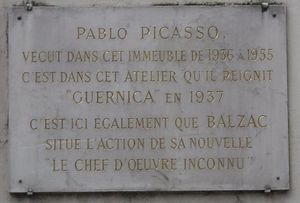 PABLO PICASSO
VECUT DANS CET IMMEUBLE DE 1936 A 1955
C'EST DANS CET ATELIER QU'IL PEIGNIT
"GUERNICA" EN 1937
C'EST ICI ÉGALEMENT QUE BALZAC
SITUE L'ACTION DE SA NOUVELLE
"LE CHEF D'OEUVRE INCONNU"